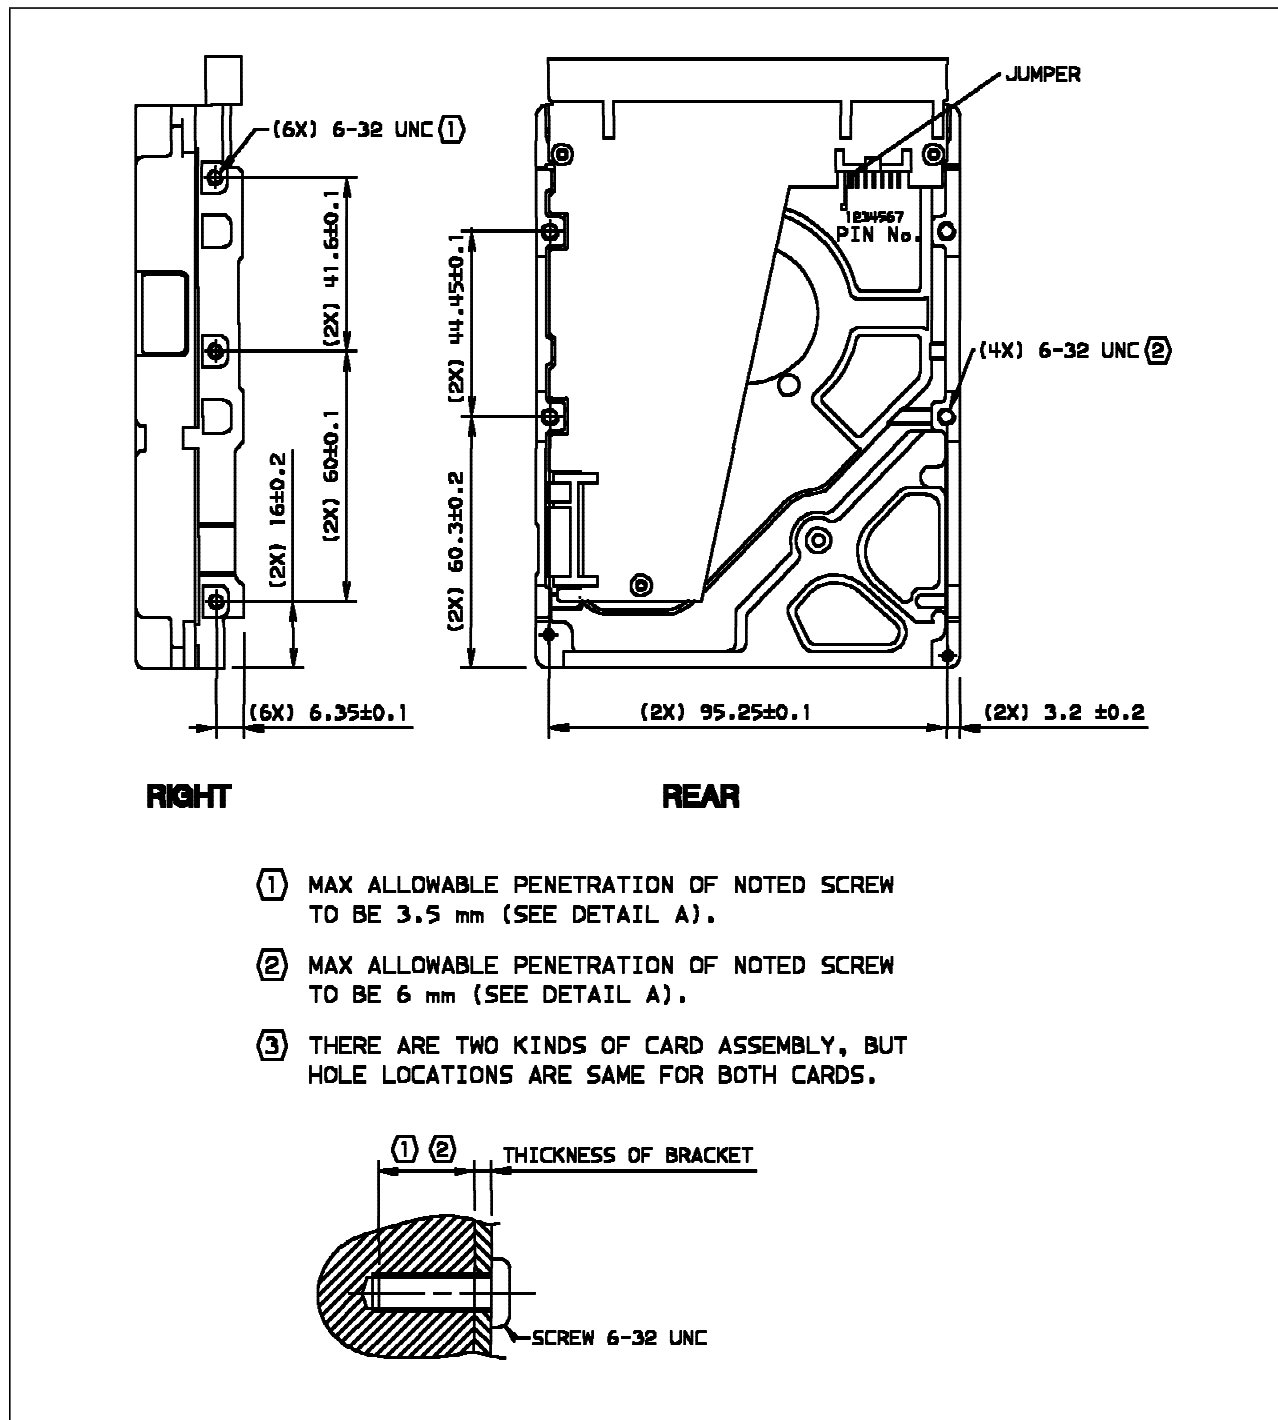 JUMPER
(6X) 6-32 UNC 1
(2X) 41.6±0.1
(2X) 60±0.1
(2X) 16±0.2
(6X) 6.35±0.1
(2X) 44.45±0.1
(2X) 60.3±0.2
1234567
PIN No.
(4X) 6-32 UNC 2
(2X) 95.25±0.1
(2X) 3.2 ±0.2
RIGHT
REAR
1 MAX ALLOWABLE PENETRATION OF NOTED SCREW
TO BE 3.5 mm (SEE DETAIL A).
2 MAX ALLOWABLE PENETRATION OF NOTED SCREW
TO BE 6 mm (SEE DETAIL A).
3 THERE ARE TWO KINDS OF CARD ASSEMBLY, BUT
HOLE LOCATIONS ARE SAME FOR BOTH CARDS.
1 2 THICKNESS OF BRACKET
SCREW 6-32 UNC